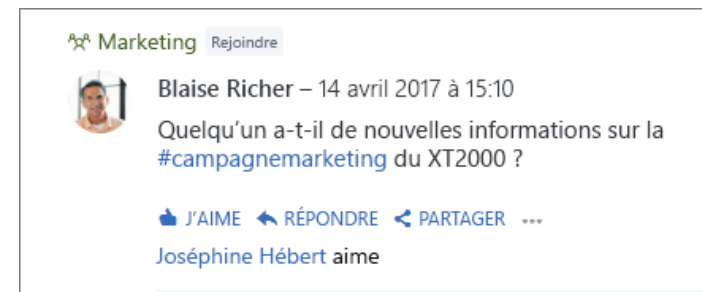 Marketing Rejoindre
Blaise Richer – 14 avril 2017 à 15:10
Quelqu’un a-t-il de nouvelles informations sur la
#campagnemarketing du XT2000 ?
J’AIME RÉPONDRE PARTAGER ...
Joséphine Hébert aime